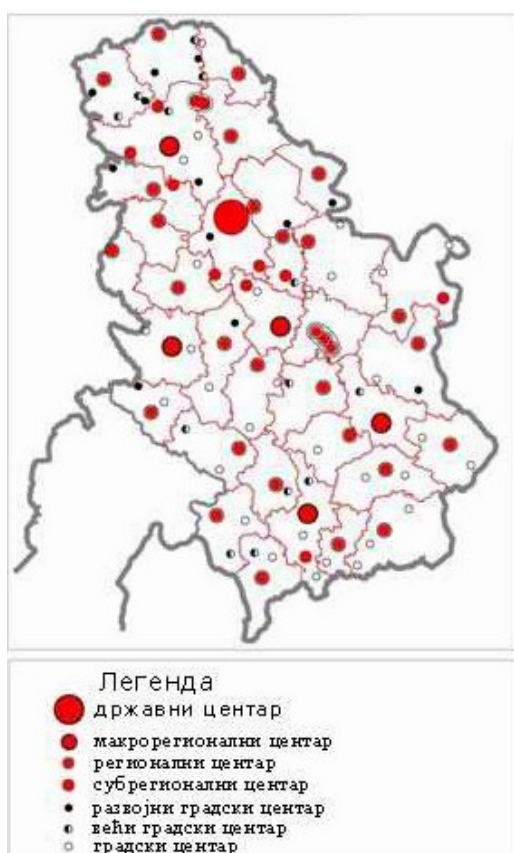 Легенда
државни центар
макрорегионални центар
регионални центар
субрегионални центар
развојни градски центар
већи градски центар
градски центар